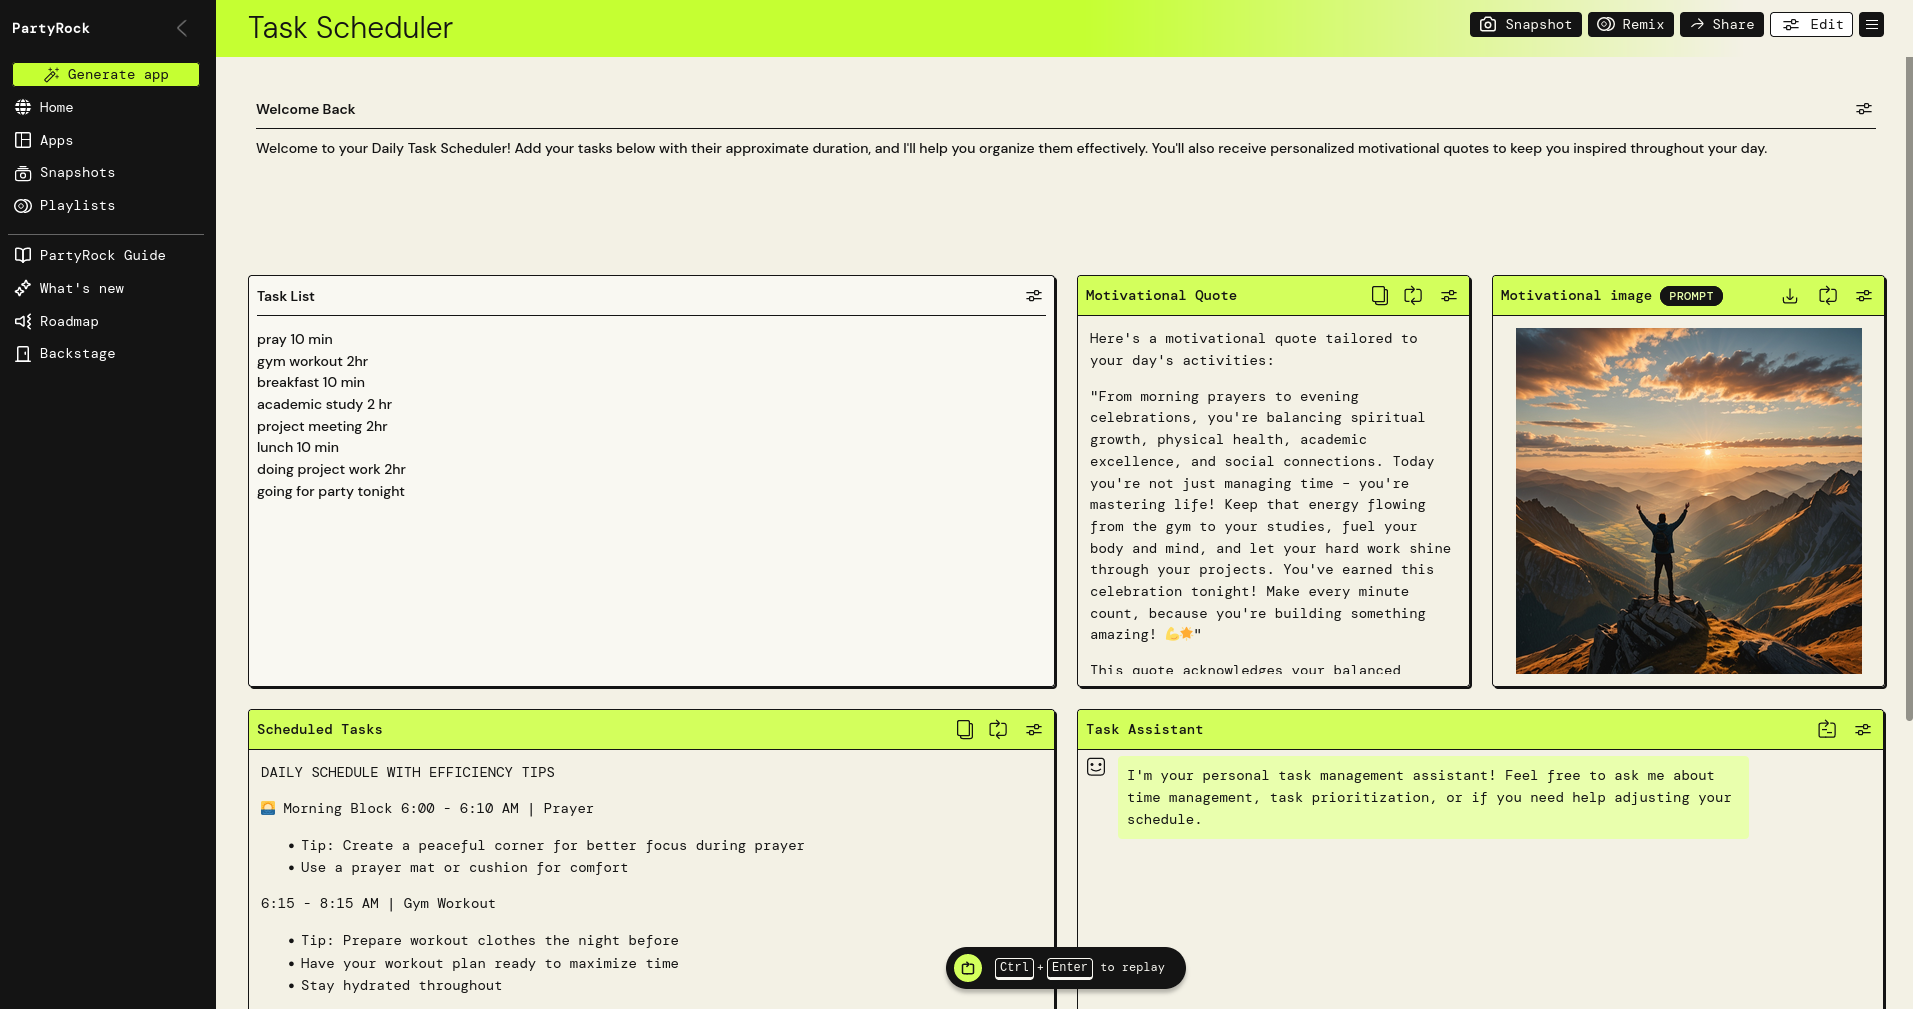 PartyRock
Generate app
Home
Apps
Snapshots
Playlists
PartyRock Guide
What's new
Roadmap
Backstage
Task Scheduler
Snapshot
Remix
Share
Edit
Welcome Back
Welcome to your Daily Task Scheduler! Add your tasks below with their approximate duration, and I'll help you organize them effectively. You'll also receive personalized motivational quotes to keep you inspired throughout your day.
Task List
pray 10 min
gym workout 2hr
breakfast 10 min
academic study 2 hr
project meeting 2hr
lunch 10 min
doing project work 2hr
going for party tonight
Motivational Quote
Here's a motivational quote tailored to
your day's activities:
"From morning prayers to evening
celebrations, you're balancing spiritual
growth, physical health, academic
excellence, and social connections. Today
you're not just managing time – you're
mastering life! Keep that energy flowing
from the gym to your studies, fuel your
body and mind, and let your hard work shine
through your projects. You've earned this
celebration tonight! Make every minute
count, because you're building something
amazing! 💪⭐"
This quote acknowledges your balanced
Motivational image PROMPT
Scheduled Tasks
DAILY SCHEDULE WITH EFFICIENCY TIPS
🌅 Morning Block 6:00 - 6:10 AM | Prayer
• Tip: Create a peaceful corner for better focus during prayer
• Use a prayer mat or cushion for comfort
6:15 - 8:15 AM | Gym Workout
• Tip: Prepare workout clothes the night before
• Have your workout plan ready to maximize time
• Stay hydrated throughout
Task Assistant
I'm your personal task management assistant! Feel free to ask me about
time management, task prioritization, or if you need help adjusting your
schedule.
Ctrl + Enter to replay